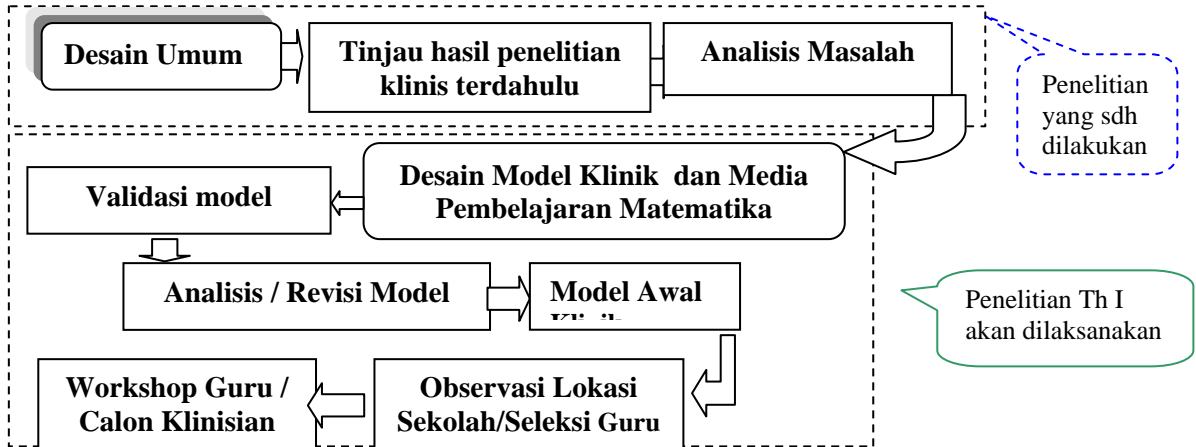 Desain Umum
Tinjau hasil penelitian
klinis terdahulu
Analisis Masalah
Penelitian
yang sdh
dilakukan
Desain Model Klinik dan Media
Pembelajaran Matematika
Validasi model
Analisis / Revisi Model
Model Awal
Penelitian Th I
akan dilaksanakan
Observasi Lokasi
Sekolah/Seleksi Guru
Workshop Guru /
Calon Klinisian